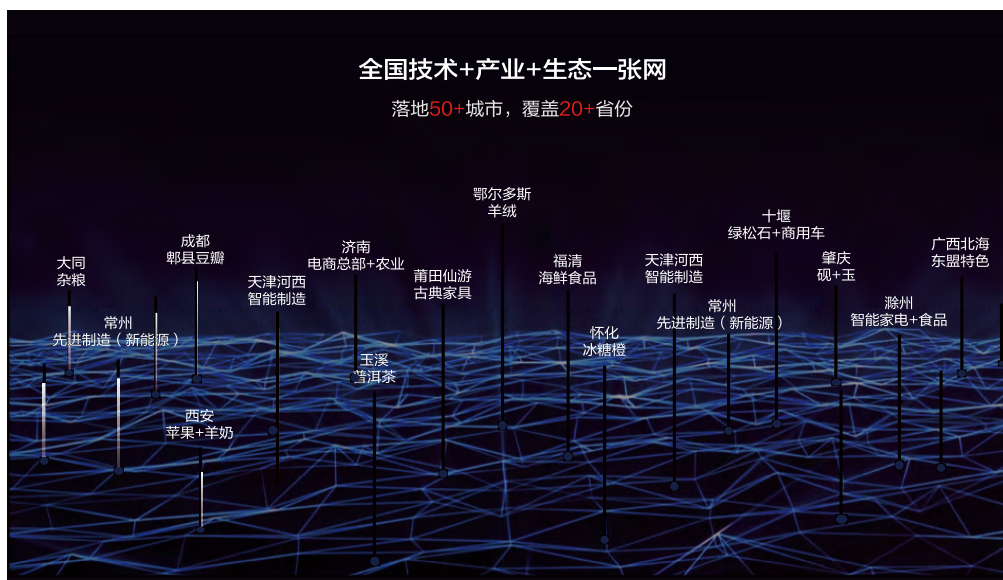 全国技术+产业+生态一张网
落地50+城市，覆盖20+省份
鄂尔多斯
羊绒
十堰
绿松石+商用车
成都
郫县豆瓣
济南
电商总部+农业
广西北海
东盟特色
大同
杂粮
天津河西
智能制造
莆田仙游
古典家具
福清
海鲜食品
天津河西
智能制造
肇庆
砚+玉
常州
先进制造（新能源）
常州
先进制造（新能源）
滁州
智能家电+食品
怀化
冰糖橙
玉溪
普洱茶
西安
苹果+羊奶